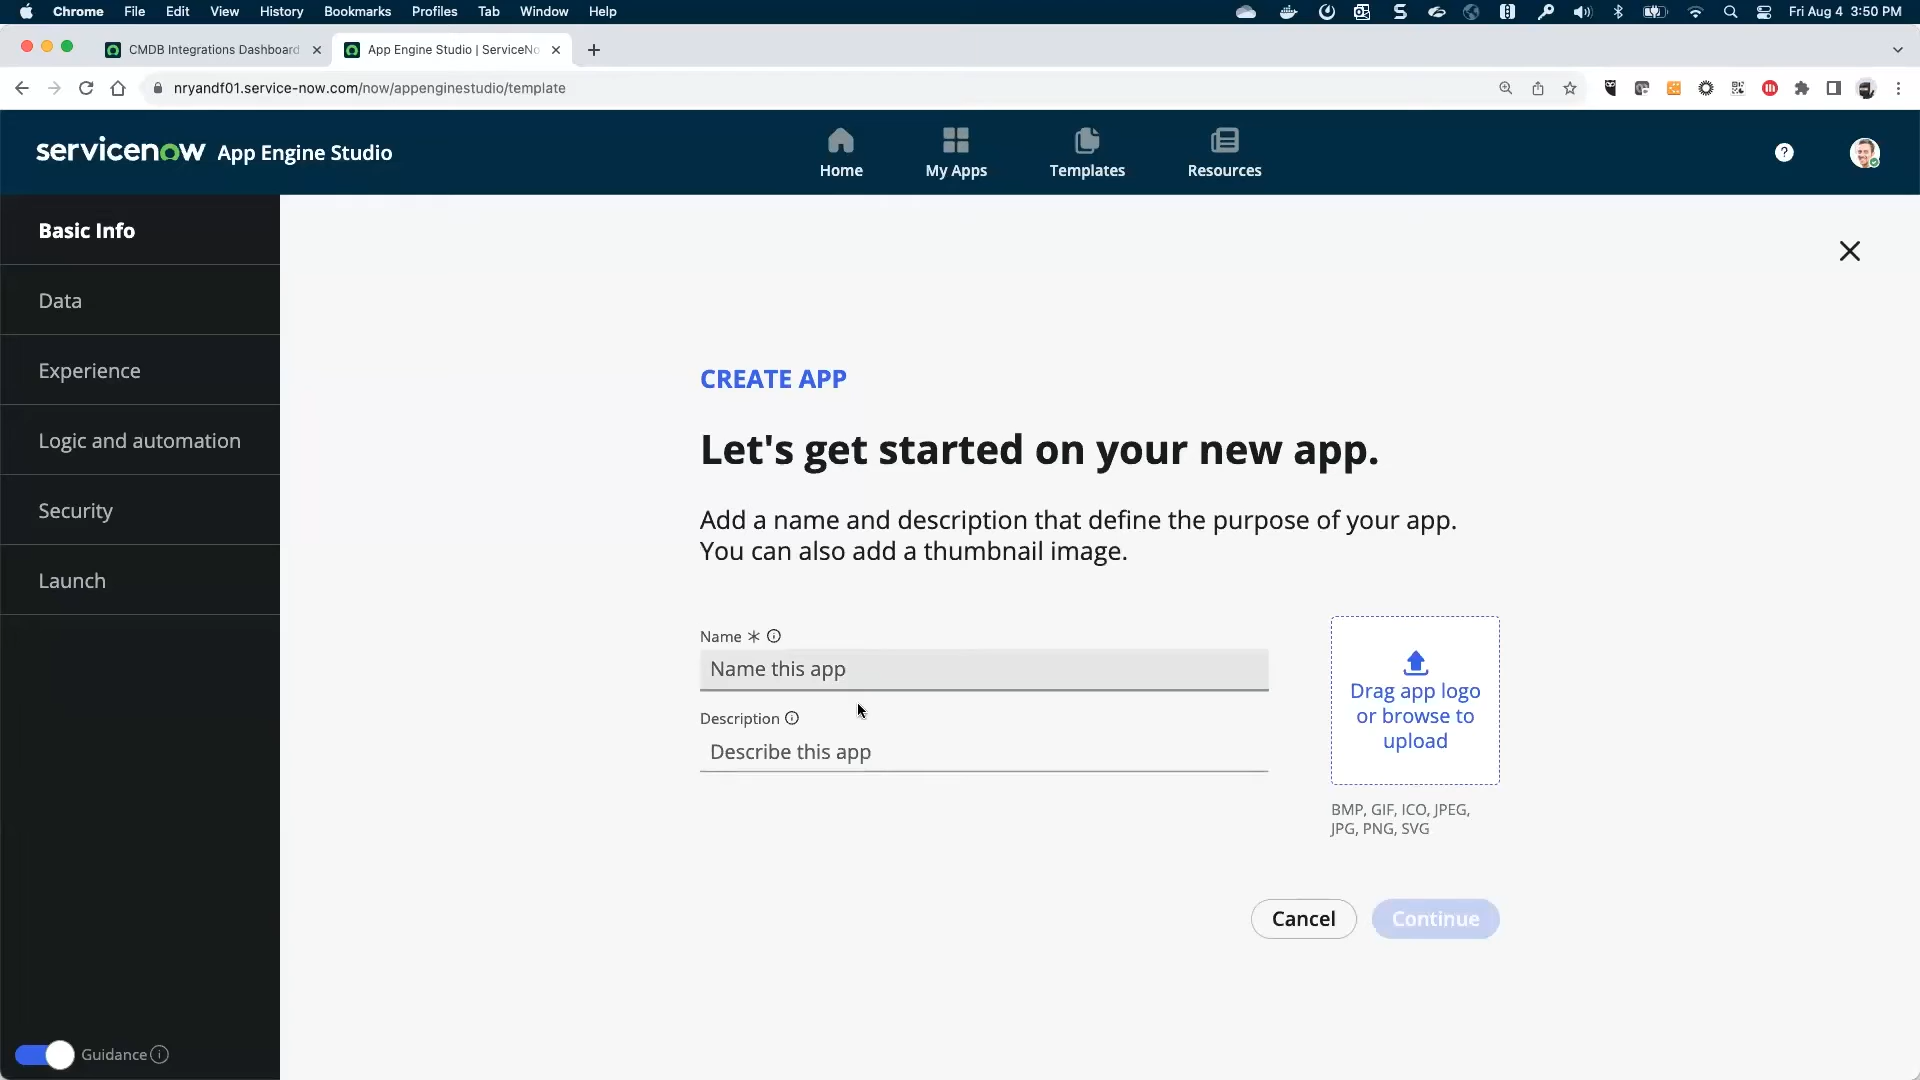 Chrome File Edit View History Bookmarks Profiles Tab Window Help Fri Aug 4 3:50 PM
CMDB Integrations Dashboard App Engine Studio | ServiceNo
nryandf01.service-now.com/now/appenginestudio/template
servicenow App Engine Studio
Home My Apps Templates Resources
Basic Info
Data
Experience
Logic and automation
Security
Launch
Guidance
CREATE APP
Let's get started on your new app.
Add a name and description that define the purpose of your app.
You can also add a thumbnail image.
Name *
Name this app
Description
Describe this app
Drag app logo
or browse to
upload
BMP, GIF, ICO, JPEG,
JPG, PNG, SVG
Cancel Continue